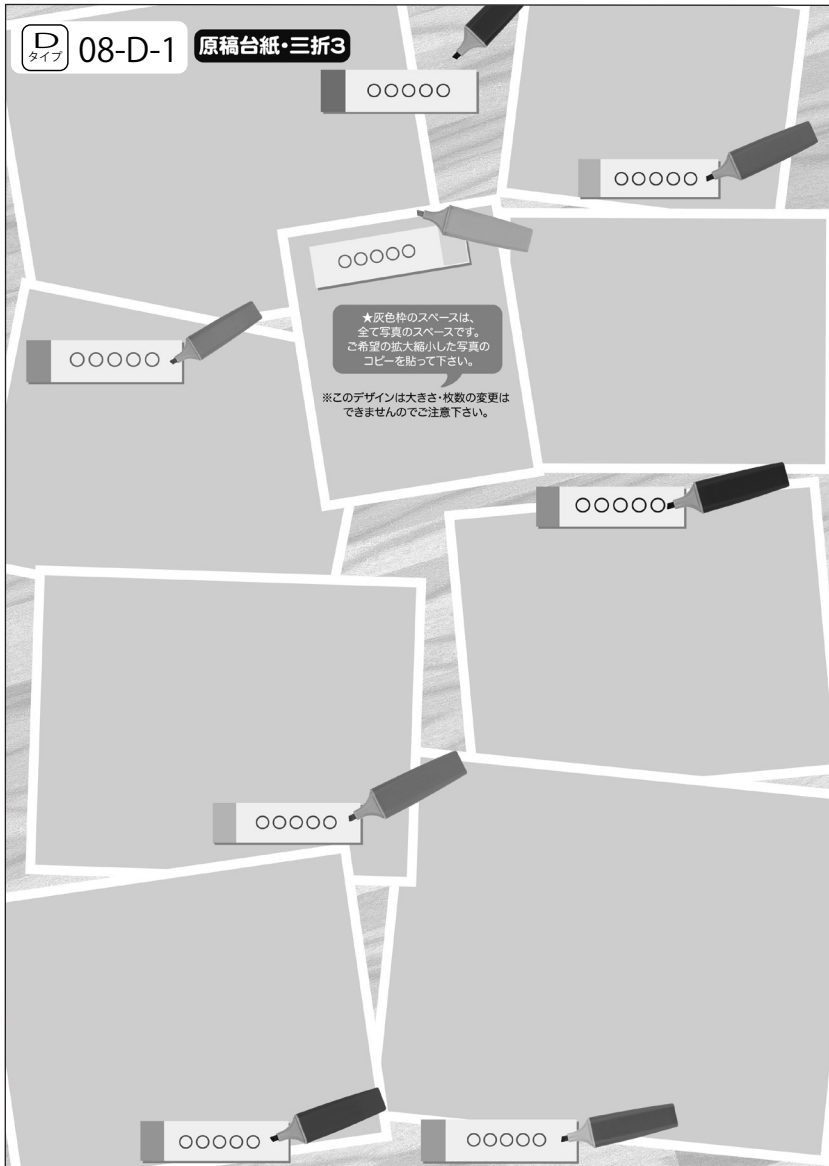 D
タイプ
08-D-1
原稿台紙・三折3
○○○○○
○○○○○
○○○○○
★灰色枠のスペースは、
全て写真のスペースです。
ご希望の拡大縮小した写真の
コピーを貼って下さい。
※このデザインは大きさ・枚数の変更は
できませんのでご注意下さい。
○○○○○
○○○○○
○○○○○
○○○○○
○○○○○